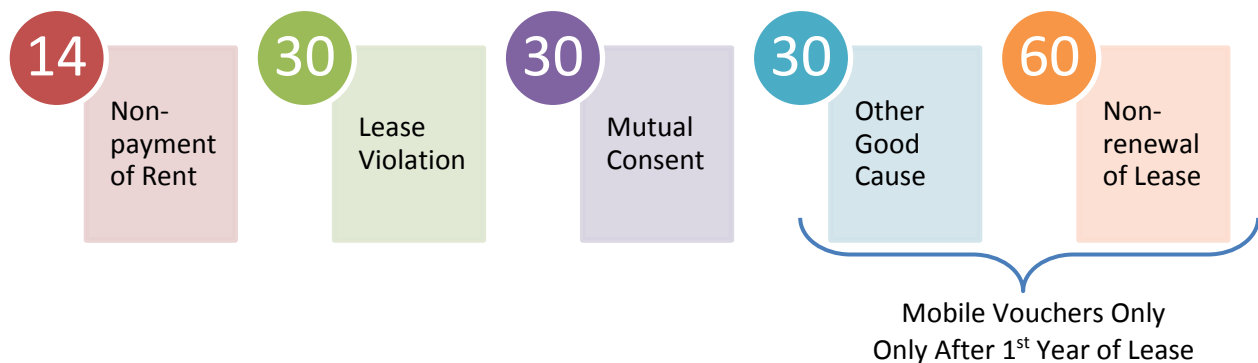 14
Non-
payment
of Rent
30
Lease
Violation
30
Mutual
Consent
30
Other
Good
Cause
60
Non-
renewal
of Lease
Mobile Vouchers Only
Only After 1st Year of Lease